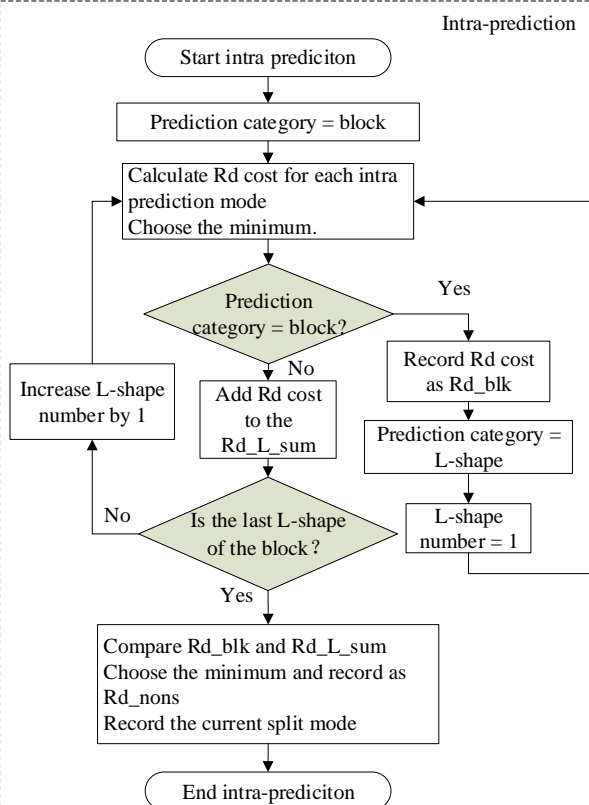 Intra-prediction
Start intra prediciton
Prediction category = block
Calculate Rd cost for each intra
prediction mode
Choose the minimum.
Prediction
category = block?
Yes
No
Record Rd cost
as Rd_blk
Increase L-shape
number by 1
Add Rd cost
to the
Rd_L_sum
Prediction category =
L-shape
L-shape
number = 1
No
Is the last L-shape
of the block?
Yes
Compare Rd_blk and Rd_L_sum
Choose the minimum and record as
Rd_nons
Record the current split mode
End intra-prediciton